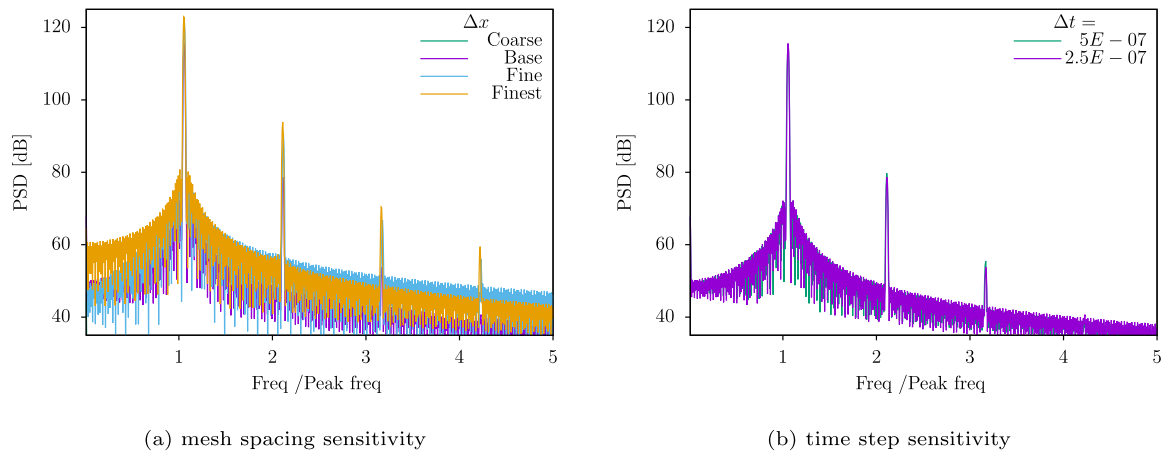 Δx
Coarse
Base
Fine
Finest
PSD [dB]
120
100
80
60
40
1 2 3 4 5
Freq /Peak freq
(a) mesh spacing sensitivity
Δt =
5E − 07
2.5E − 07
PSD [dB]
120
100
80
60
40
1 2 3 4 5
Freq /Peak freq
(b) time step sensitivity